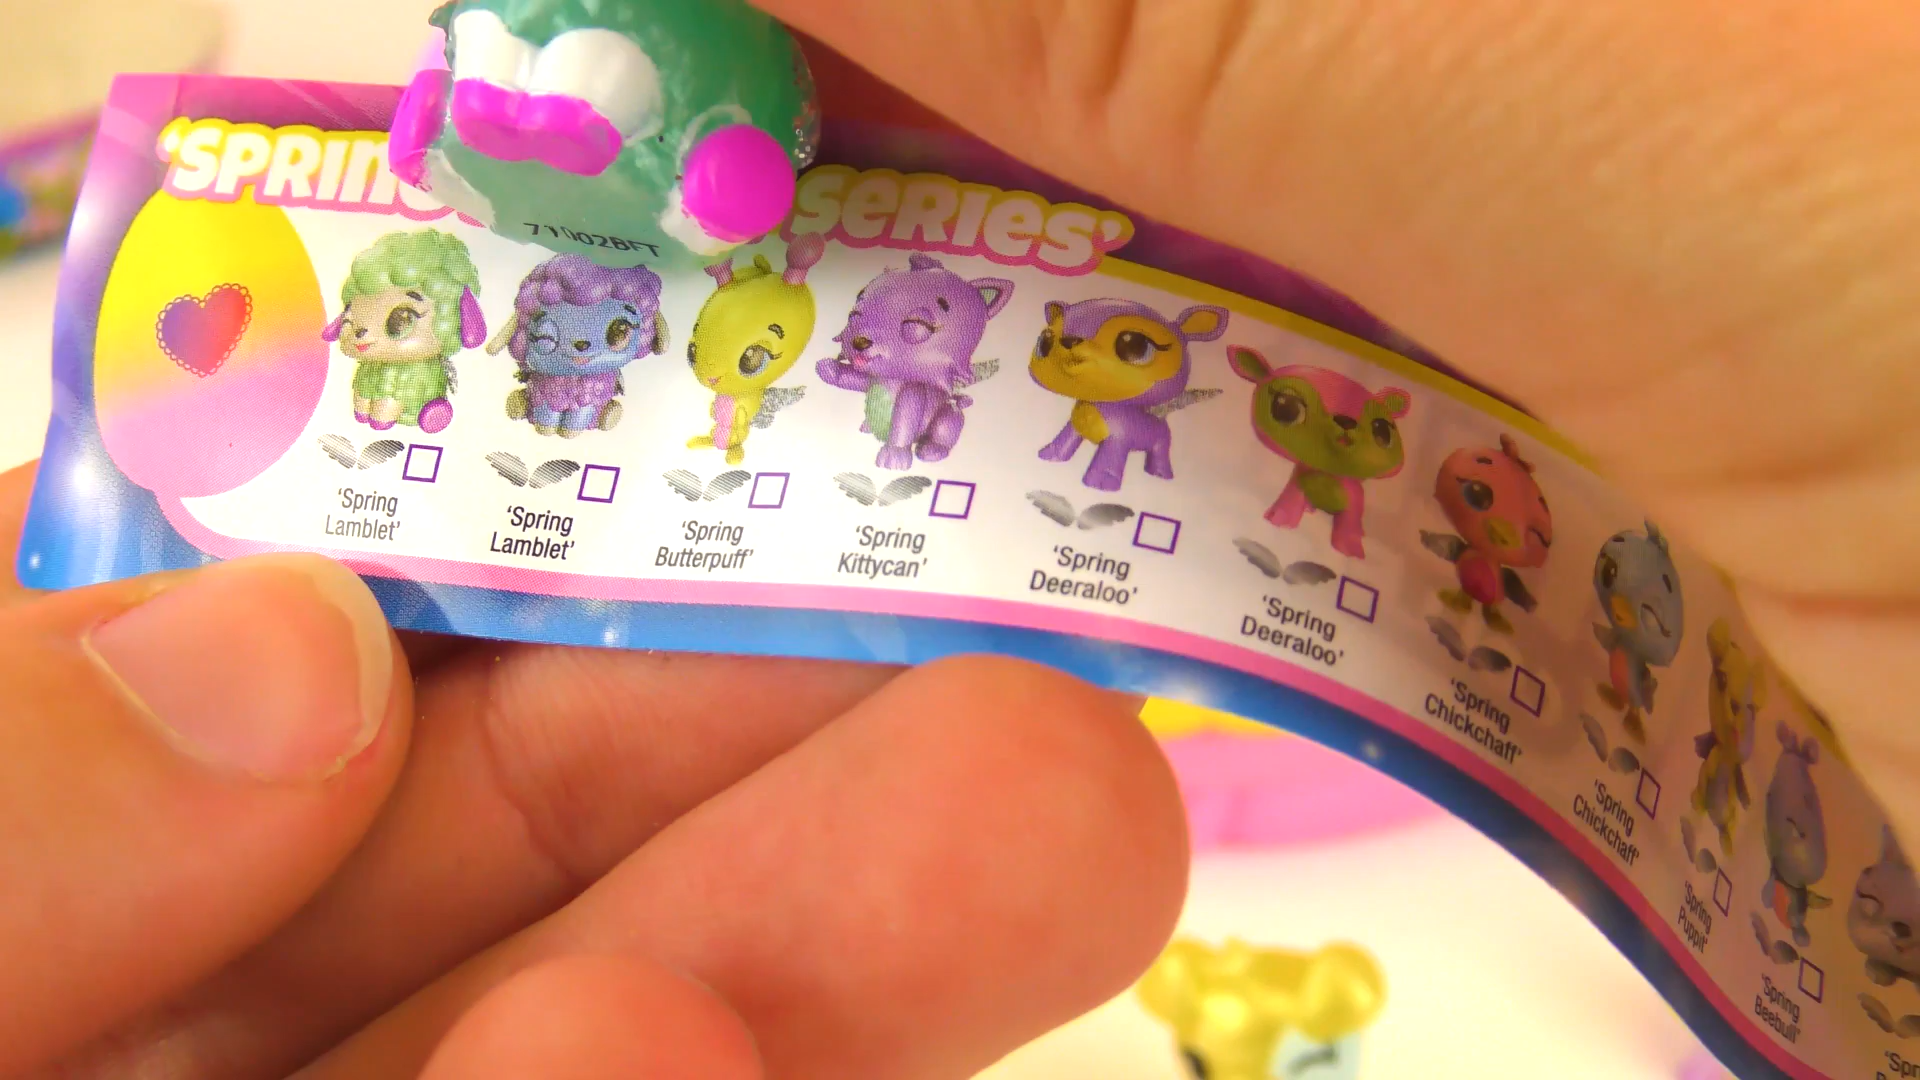 'SPRIN SERIES'
71002BFT
'Spring
Lamblet'
'Spring
Lamblet'
'Spring
Butterpuff'
'Spring
Kittycan'
'Spring
Deeraloo'
'Spring
Deeraloo'
'Spring
Chickchaff'
'Spring
Chickchaff'
'Spring
Puppit'
'Spring
Beebull'
'Spr